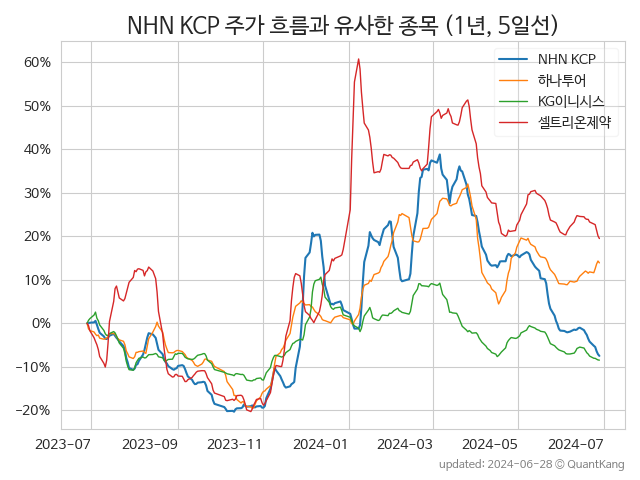 NHN KCP 주가 흐름과 유사한 종목 (1년, 5일선)
NHN KCP
하나투어
KG이니시스
셀트리온제약
60%
50%
40%
30%
20%
10%
0%
−10%
−20%
2023-07 2023-09 2023-11 2024-01 2024-03 2024-05 2024-07
updated: 2024-06-28 © QuantKang